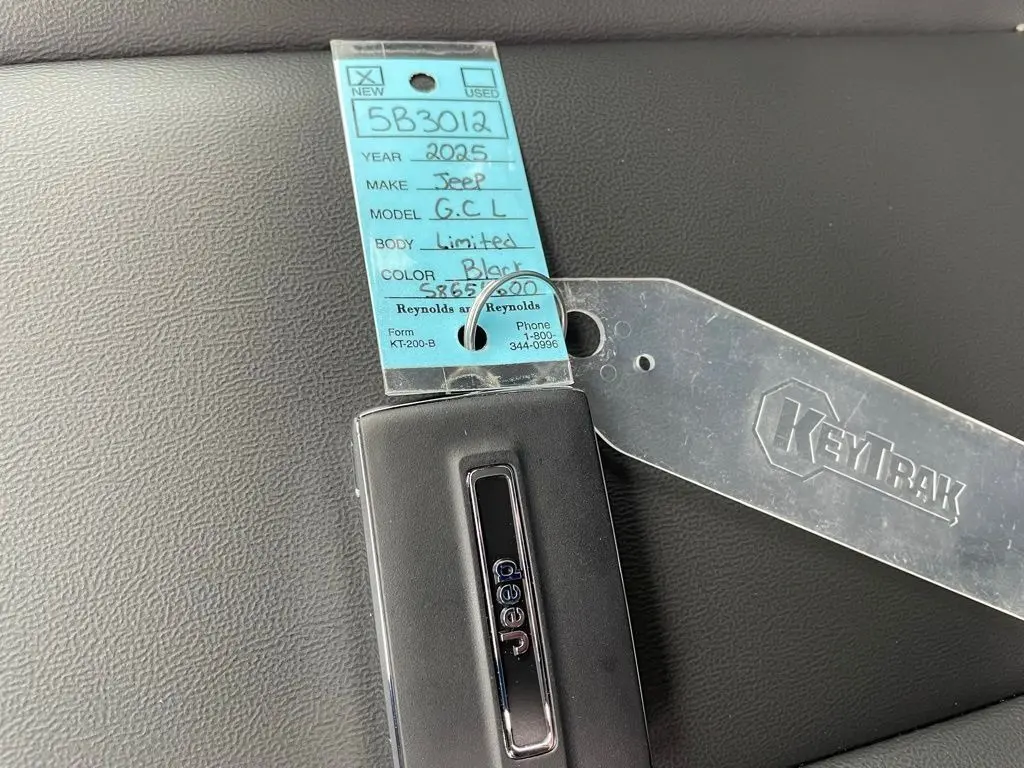 X
NEW USED
5B3012
YEAR 2025
MAKE Jeep
MODEL G.C L
BODY Limited
COLOR Black
Reynolds and Reynolds
Form
KT-200-B
Phone
1-800-
344-0996
KEYTRAK
Jeep